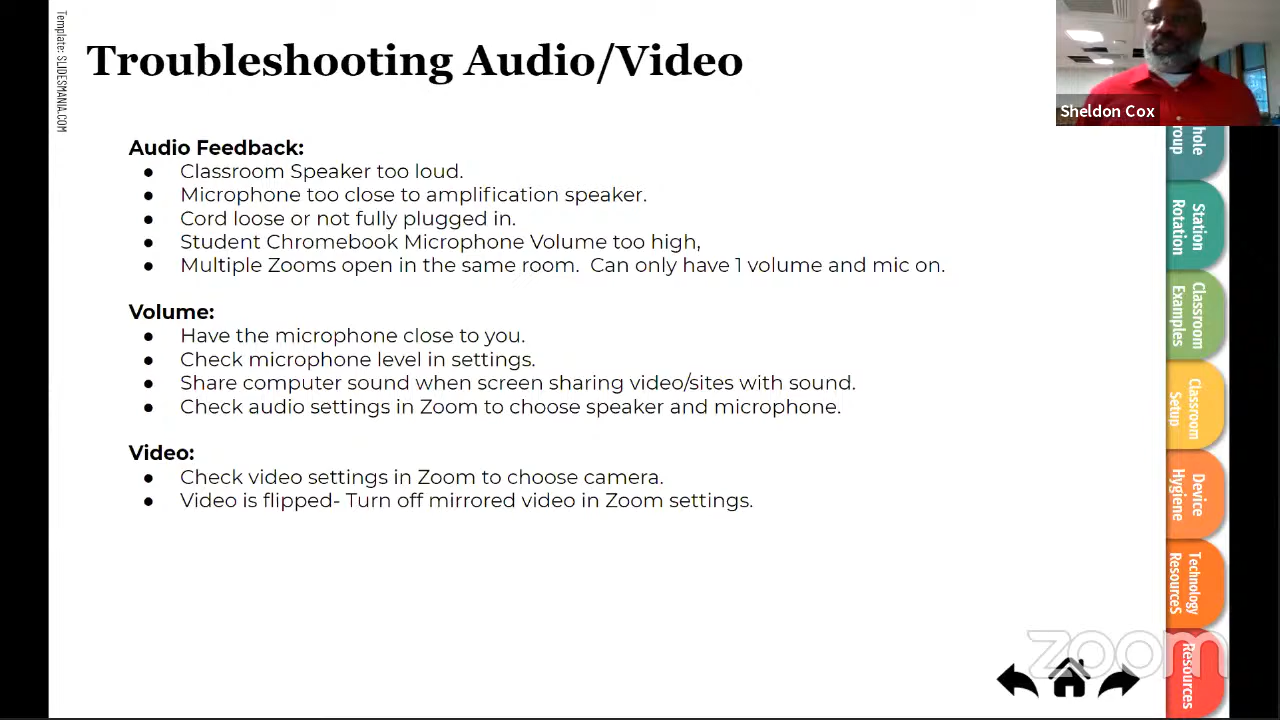 Template: SLIDESMANIA.COM
Troubleshooting Audio/Video
Sheldon Cox
Audio Feedback:
● Classroom Speaker too loud.
● Microphone too close to amplification speaker.
● Cord loose or not fully plugged in.
● Student Chromebook Microphone Volume too high,
● Multiple Zooms open in the same room.  Can only have 1 volume and mic on.
Volume:
● Have the microphone close to you.
● Check microphone level in settings.
● Share computer sound when screen sharing video/sites with sound.
● Check audio settings in Zoom to choose speaker and microphone.
Video:
● Check video settings in Zoom to choose camera.
● Video is flipped- Turn off mirrored video in Zoom settings.
Station
Rotation
Classroom
Examples
Classroom
Setup
Device
Hygiene
Technology
ResourceS
Resources
zoom